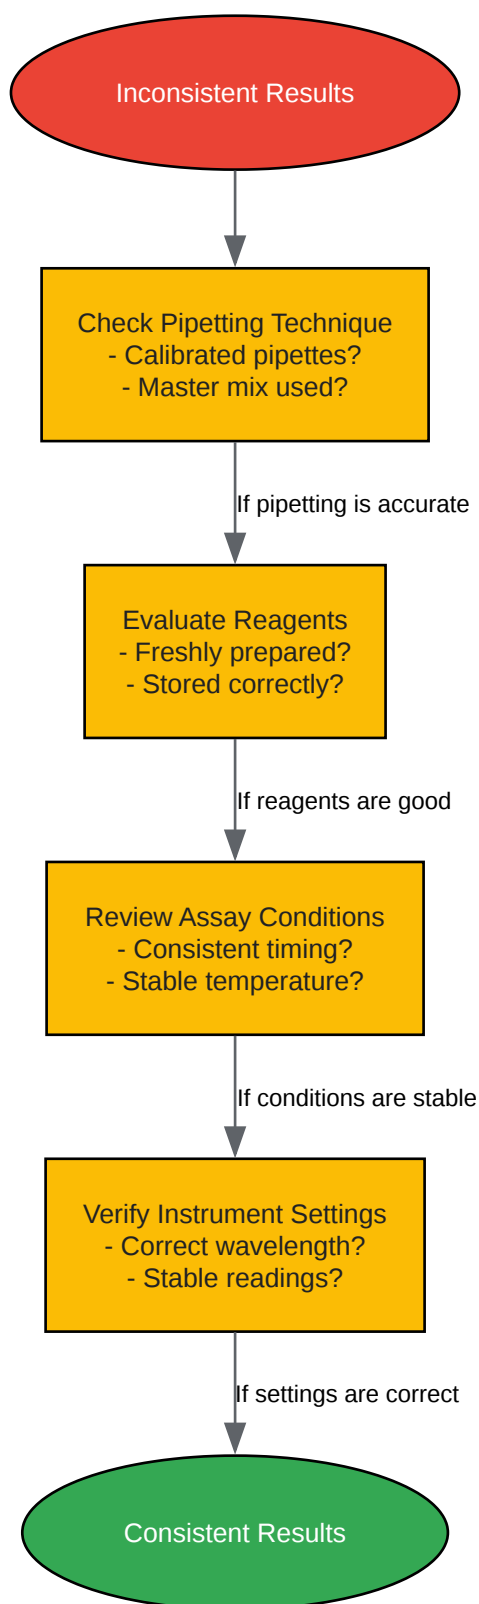 Inconsistent Results
Check Pipetting Technique
- Calibrated pipettes?
- Master mix used?
If pipetting is accurate
Evaluate Reagents
- Freshly prepared?
- Stored correctly?
If reagents are good
Review Assay Conditions
- Consistent timing?
- Stable temperature?
If conditions are stable
Verify Instrument Settings
- Correct wavelength?
- Stable readings?
If settings are correct
Consistent Results